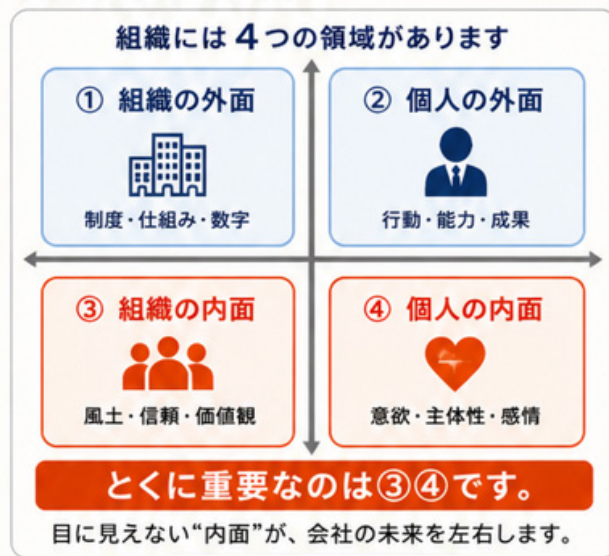 組織には4つの領域があります
① 組織の外面
制度・仕組み・数字
② 個人の外面
行動・能力・成果
③ 組織の内面
風土・信頼・価値観
④ 個人の内面
意欲・主体性・感情
とくに重要なのは③④です。
目に見えない“内面”が、会社の未来を左右します。